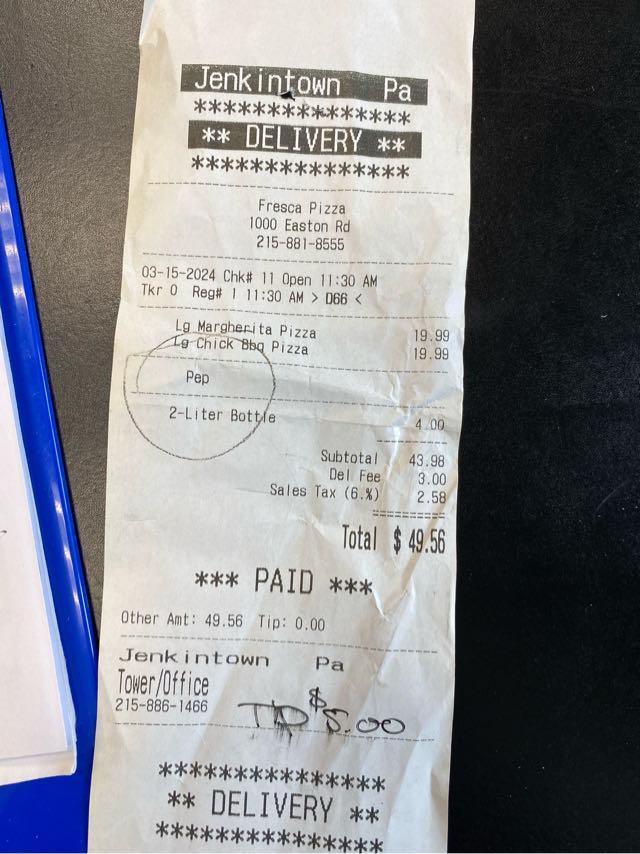 Jenkintown Pa
***************
** DELIVERY **
***************
Fresca Pizza
1000 Easton Rd
215-881-8555
03-15-2024 Chk# 11 Open 11:30 AM
Tkr 0 Reg# 1 11:30 AM > D66 <
Lg Margherita Pizza 19.99
Lg Chick Bbq Pizza 19.99
Pep
2-Liter Bottle 4.00
Subtotal 43.98
Del Fee 3.00
Sales Tax (6.%) 2.58
Total $ 49.56
*** PAID ***
Other Amt: 49.56 Tip: 0.00
Jenkintown Pa
Tower/Office
215-886-1466
TIP $ 8.00
***************
** DELIVERY **
***************